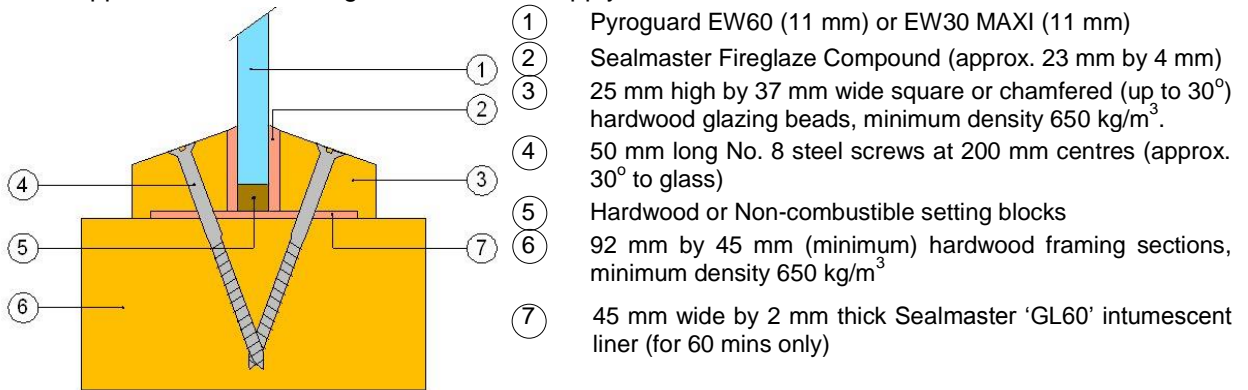 1
2
4
3
5
7
6
1 Pyroguard EW60 (11 mm) or EW30 MAXI (11 mm)
2 Sealmaster Fireglaze Compound (approx. 23 mm by 4 mm)
3 25 mm high by 37 mm wide square or chamfered (up to 30°)
hardwood glazing beads, minimum density 650 kg/m³.
4 50 mm long No. 8 steel screws at 200 mm centres (approx.
30° to glass)
5 Hardwood or Non-combustible setting blocks
6 92 mm by 45 mm (minimum) hardwood framing sections,
minimum density 650 kg/m³
7 45 mm wide by 2 mm thick Sealmaster ‘GL60’ intumescent
liner (for 60 mins only)